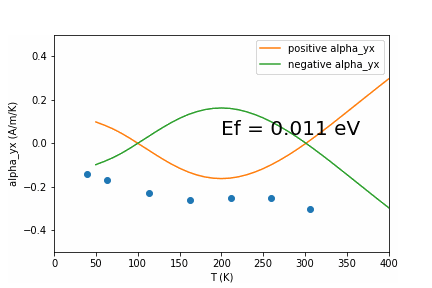 positive alpha_yx
negative alpha_yx
Ef = 0.011 eV
alpha_yx (A/m/K)
0.4
0.2
0.0
−0.2
−0.4
0 50 100 150 200 250 300 350 400
T (K)